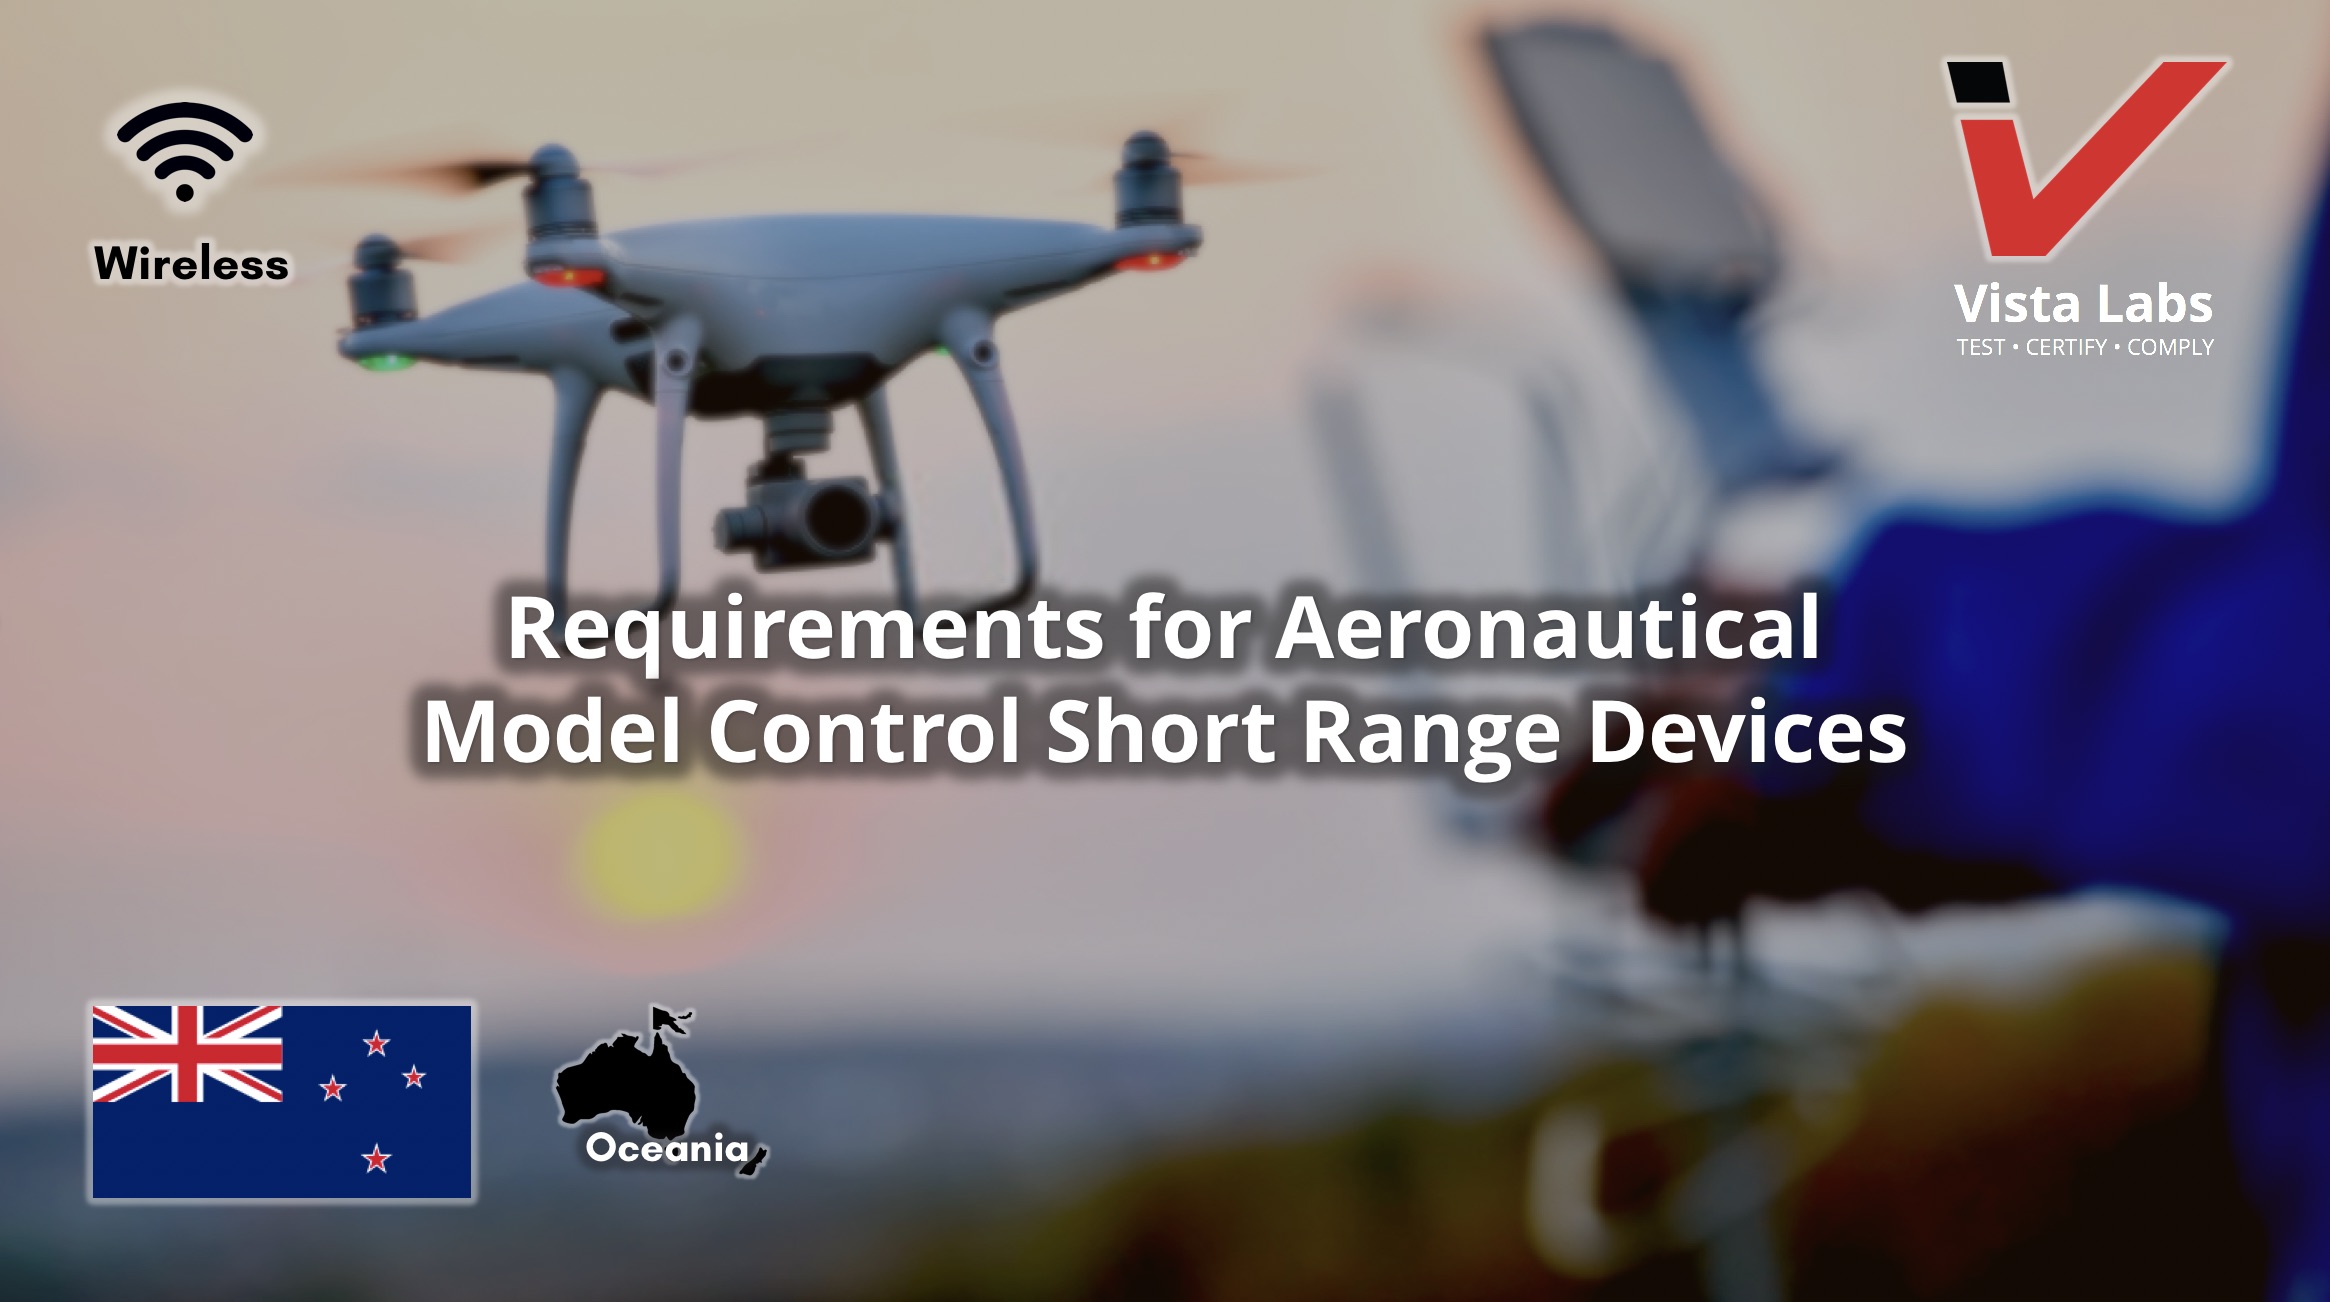 Wireless
Vista Labs
TEST • CERTIFY • COMPLY
Requirements for Aeronautical
Model Control Short Range Devices
Oceania